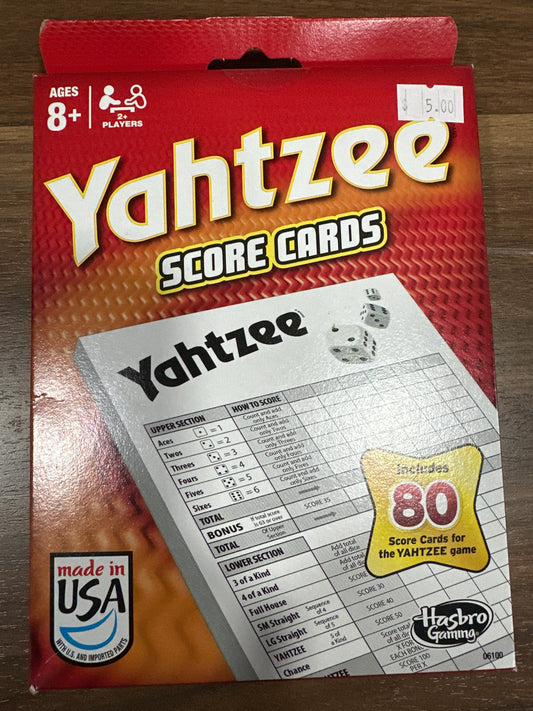 AGES
8+
2+
PLAYERS
$ 5.00
Yahtzee
SCORE CARDS
Yahtzee
UPPER SECTION
HOW TO SCORE
Aces = 1
Count and add
only Aces
Twos = 2
Count and add
only Twos
Threes = 3
Count and add
only Threes
Fours = 4
Count and add
only Fours
Fives = 5
Count and add
only Fives
Sixes = 6
Count and add
only Sixes
TOTAL
BONUS
If total score
is 63 or over
SCORE 35
TOTAL
Of Upper
Section
LOWER SECTION
3 of a Kind
Add total
of all dice
4 of a Kind
Add total
of all dice
Full House
SCORE
SM Straight
Sequence
of 4
SCORE 30
LG Straight
Sequence
of 5
SCORE 40
YAHTZEE
5 of
a Kind
SCORE 50
Chance
Score total
of all dice
X FOR
EACH BONUS
SCORE 100
PER X
Includes
80
Score Cards for
the YAHTZEE game
made in
USA
WITH U.S. AND IMPORTED PARTS
Hasbro
Gaming
06100